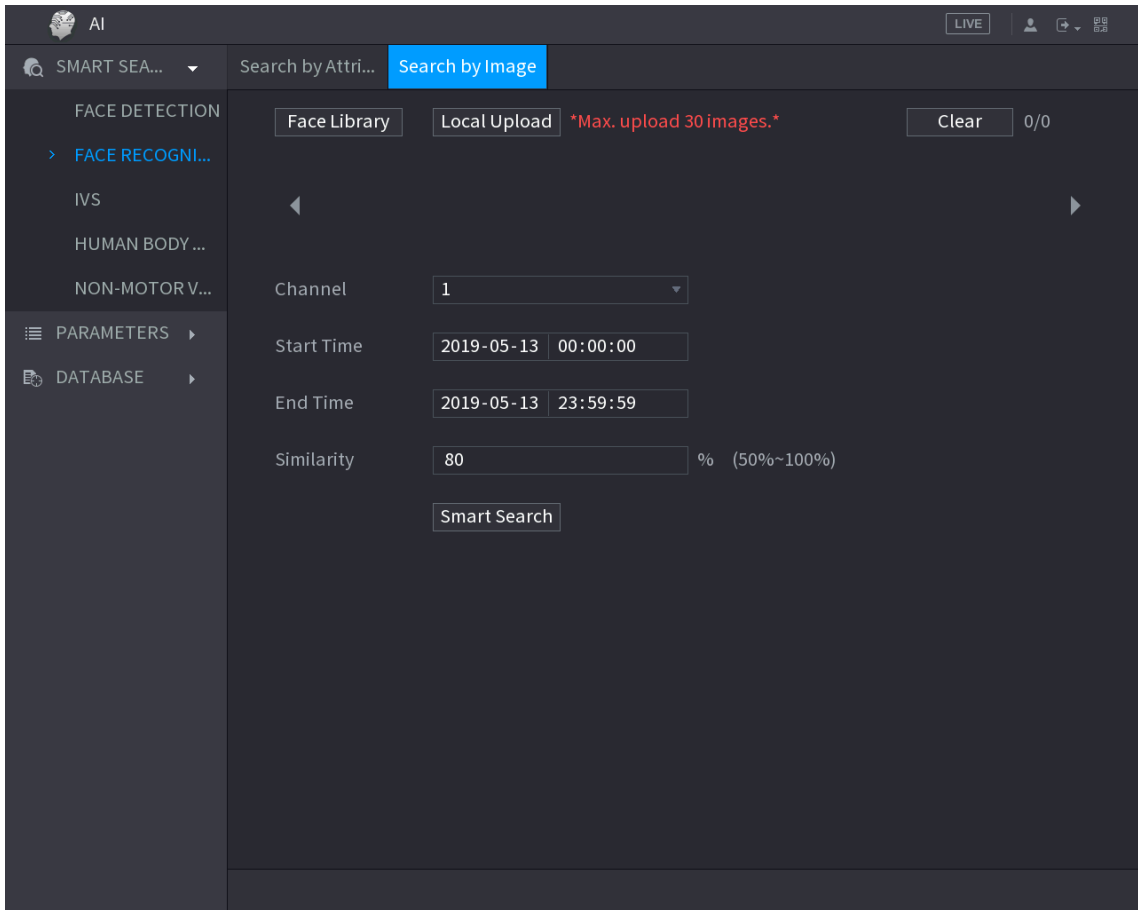 AI
LIVE
SMART SEA...
Search by Attri...
Search by Image
FACE DETECTION
FACE RECOGNI...
IVS
HUMAN BODY ...
NON-MOTOR V...
PARAMETERS
DATABASE
Face Library
Local Upload
*Max. upload 30 images.*
Clear
0/0
Channel
1
Start Time
2019-05-13
00:00:00
End Time
2019-05-13
23:59:59
Similarity
80
% (50%~100%)
Smart Search